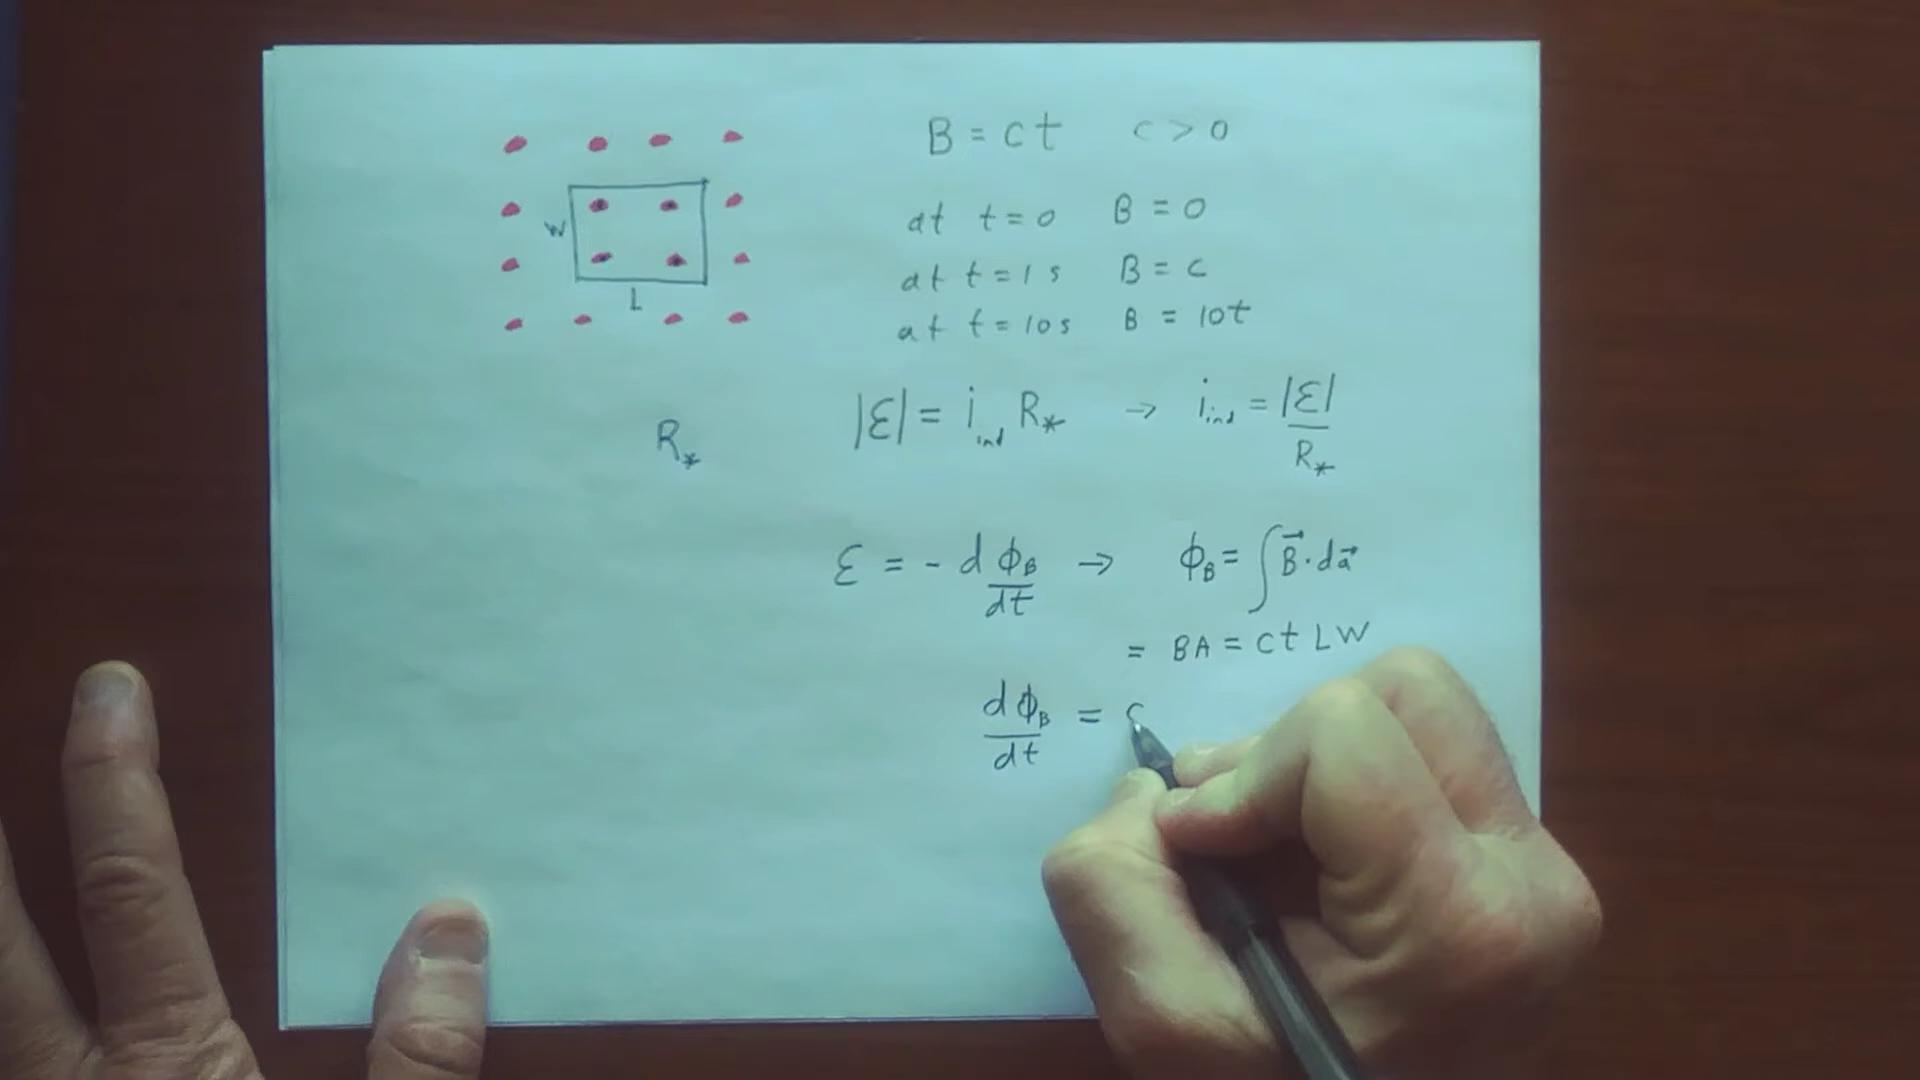 B = ct c > 0
at t = 0 B = 0
at t = 1 s B = c
at t = 10 s B = 10t
W
L
R*
|ℰ| = i_ind R* → i_ind = |ℰ| / R*
ℰ = - dϕ_B / dt → ϕ_B = ∫ B⃗ · da⃗
= BA = ct LW
dϕ_B / dt = c